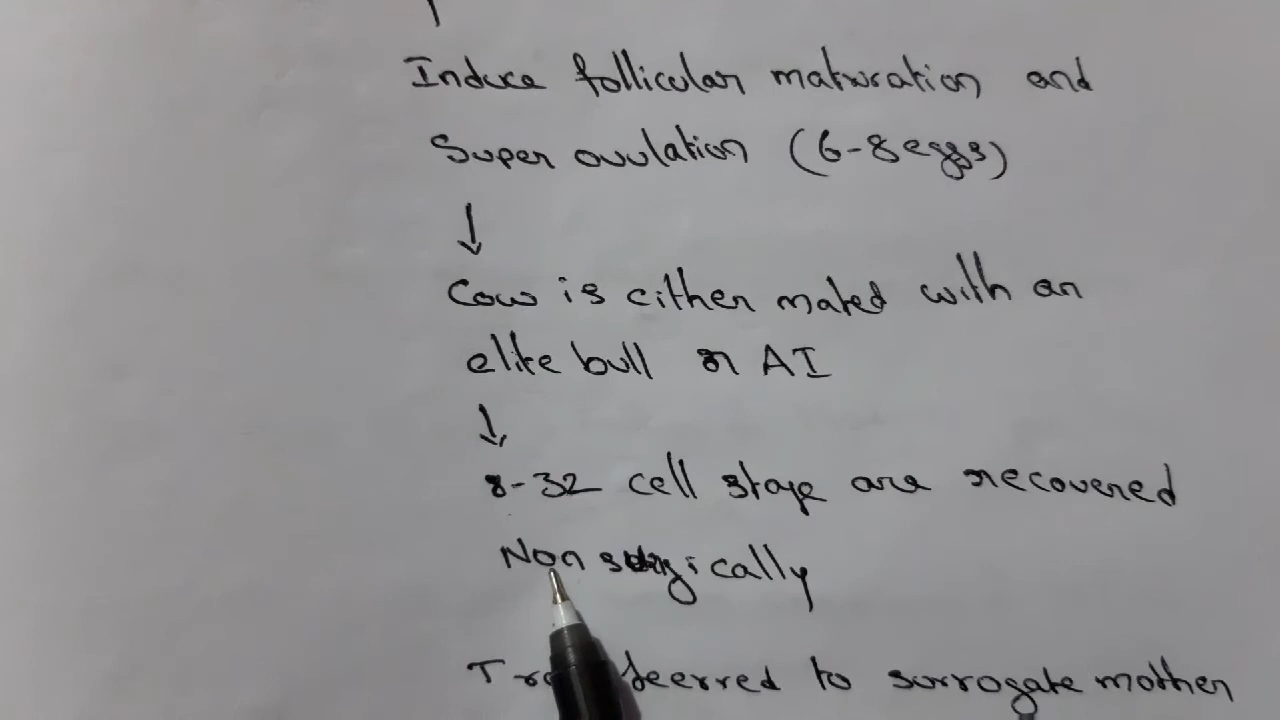 Induce follicular maturation and
Super ovulation (6-8 eggs)
↓
Cow is either mated with an
elite bull or AI
↓
8-32 cell stage are recovered
Non surgically
to surrogate mother